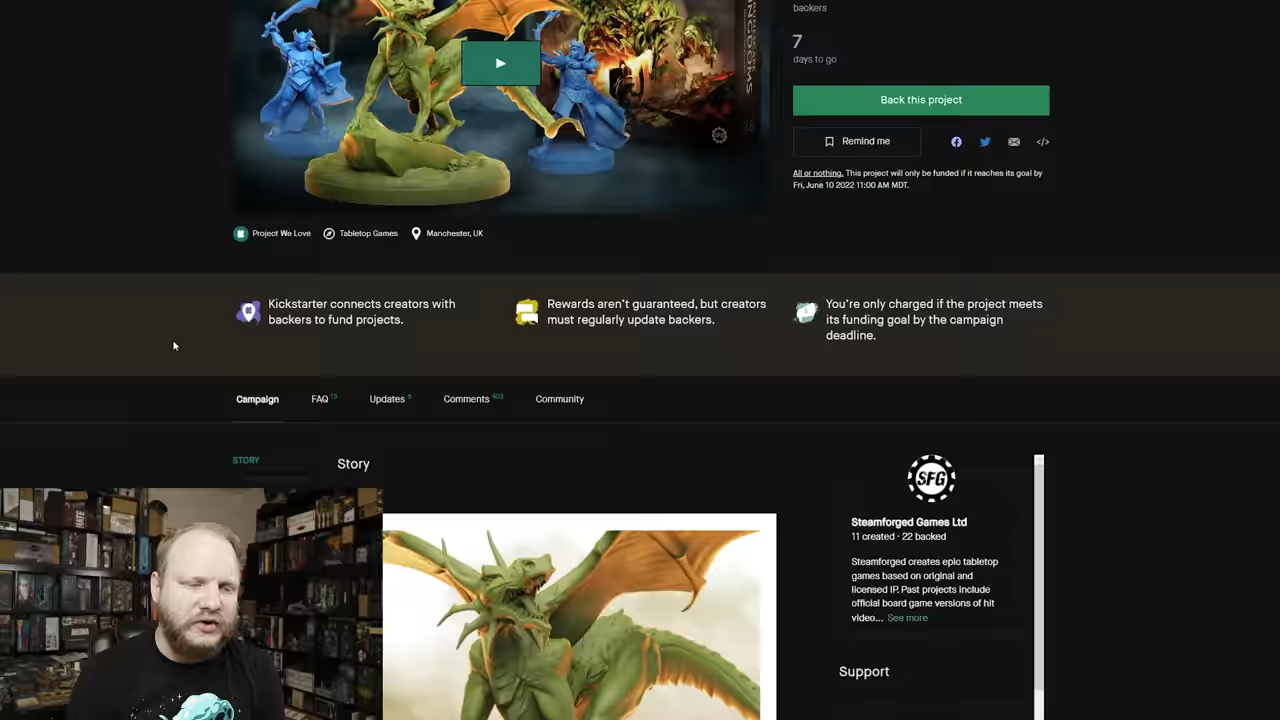 backers
7
days to go
Back this project
Remind me
All or nothing. This project will only be funded if it reaches its goal by
Fri, June 10 2022 11:00 AM MDT.
Project We Love
Tabletop Games
Manchester, UK
Kickstarter connects creators with
backers to fund projects.
Rewards aren't guaranteed, but creators
must regularly update backers.
You're only charged if the project meets
its funding goal by the campaign
deadline.
Campaign
FAQ 13
Updates 5
Comments 403
Community
STORY
Story
SFG
Steamforged Games Ltd
11 created · 22 backed
Steamforged creates epic tabletop
games based on original and
licensed IP. Past projects include
official board game versions of hit
video... See more
Support